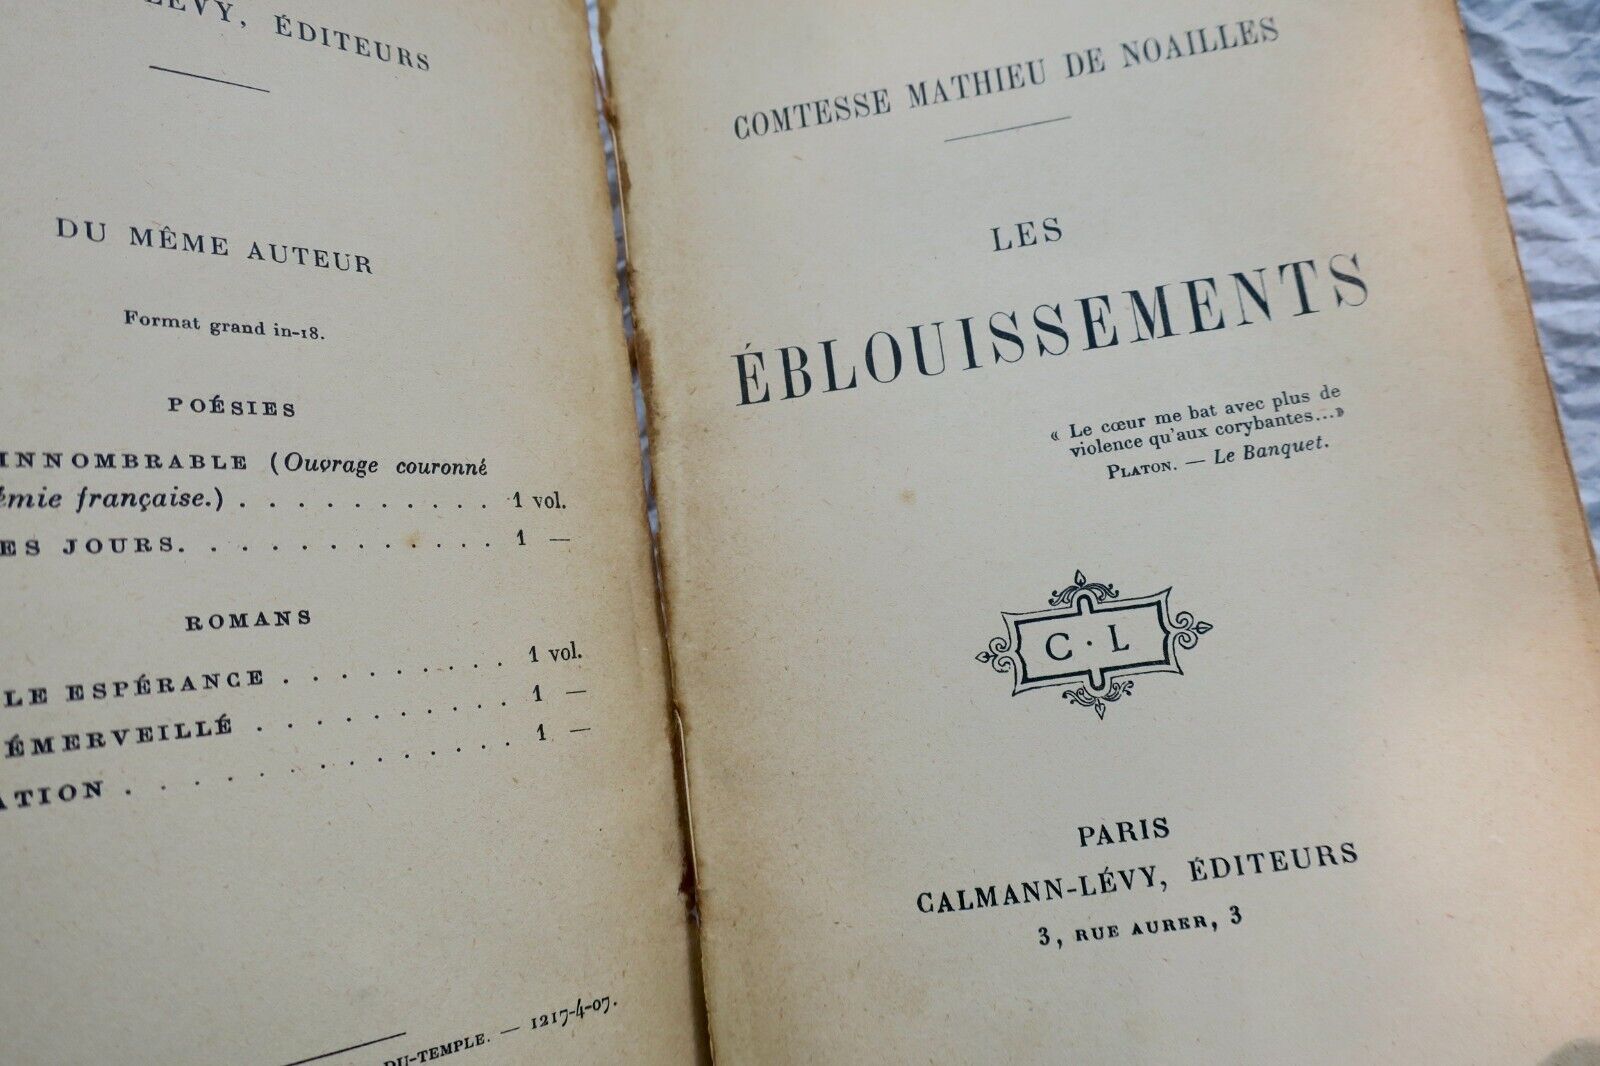 LÉVY, ÉDITEURS
DU MÊME AUTEUR
Format grand in-18.
POÉSIES
INNOMBRABLE (Ouvrage couronné
émie française.) . . . . . . . . . . 1 vol.
ES JOURS. . . . . . . . . . . . 1 —
ROMANS
LE ESPÉRANCE . . . . . . . . 1 vol.
ÉMERVEILLÉ . . . . . . . . . 1 —
ATION . . . . . . . . . . . . 1 —
DU-TEMPLE. — 1217-4-07.
COMTESSE MATHIEU DE NOAILLES
LES
ÉBLOUISSEMENTS
« Le cœur me bat avec plus de
violence qu'aux corybantes...»
PLATON. — Le Banquet.
C · L
PARIS
CALMANN-LÉVY, ÉDITEURS
3, RUE AUBER, 3